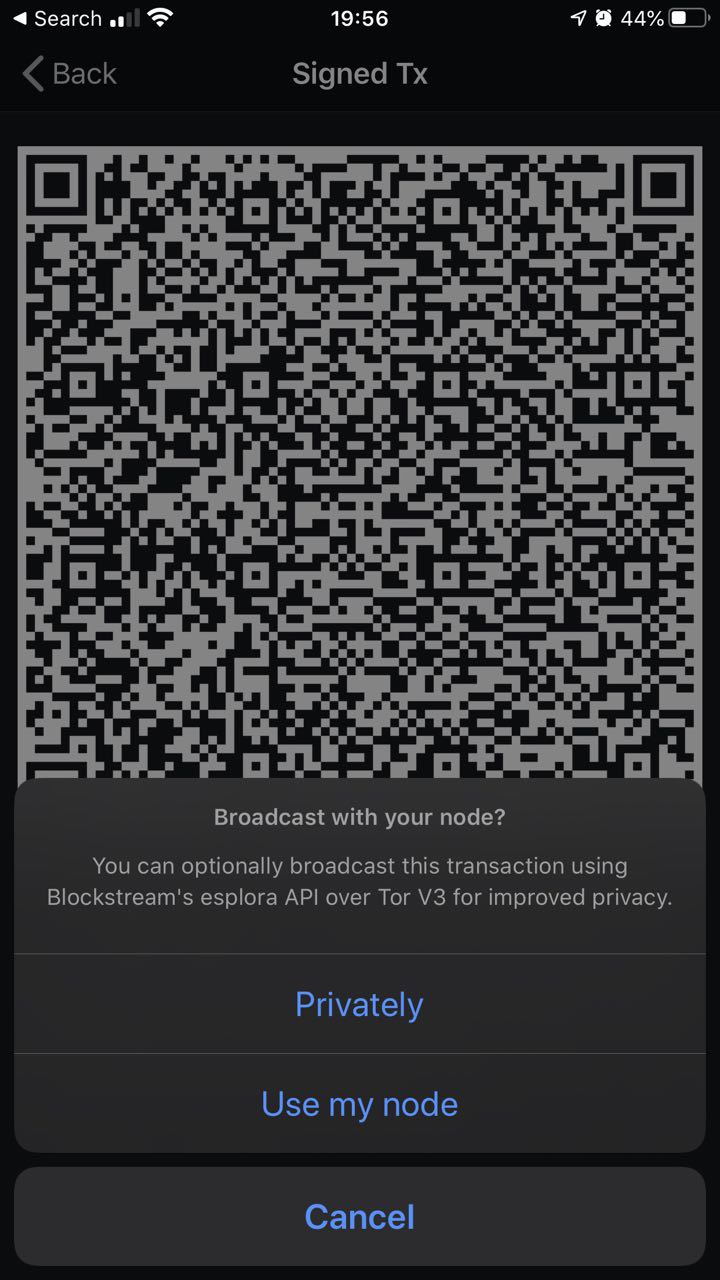 Search
19:56
44%
Back
Signed Tx
Broadcast with your node?
You can optionally broadcast this transaction using
Blockstream's esplora API over Tor V3 for improved privacy.
Privately
Use my node
Cancel